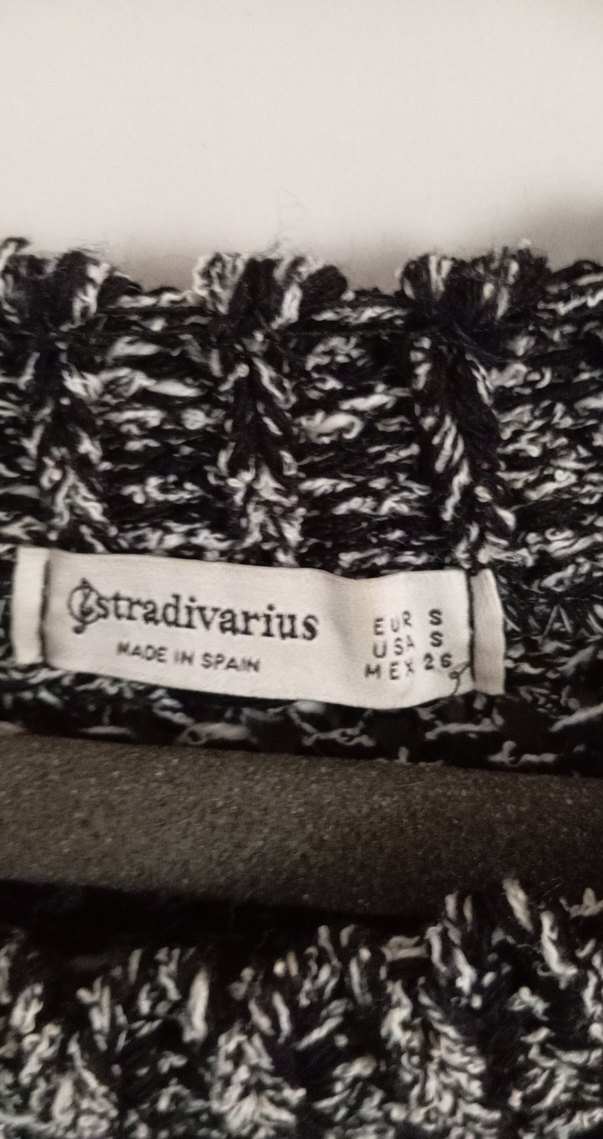 stradivarius
MADE IN SPAIN
EUR S
USA S
MEX 26